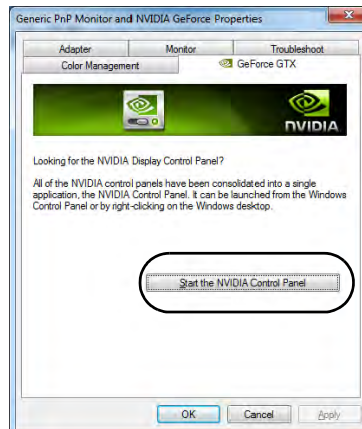 Generic PnP Monitor and NVIDIA GeForce Properties
Adapter Monitor Troubleshoot
Color Management GeForce GTX
NVIDIA
Looking for the NVIDIA Display Control Panel?
All of the NVIDIA control panels have been consolidated into a single
application, the NVIDIA Control Panel. It can be launched from the Windows
Control Panel or by right-clicking on the Windows desktop.
Start the NVIDIA Control Panel
OK Cancel Apply